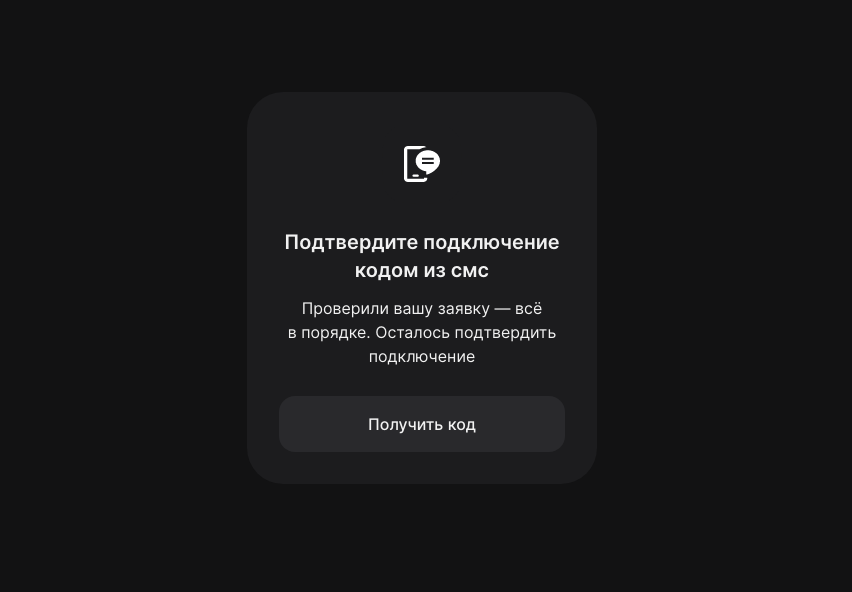 Подтвердите подключение
кодом из смс
Проверили вашу заявку — всё
в порядке. Осталось подтвердить
подключение
Получить код